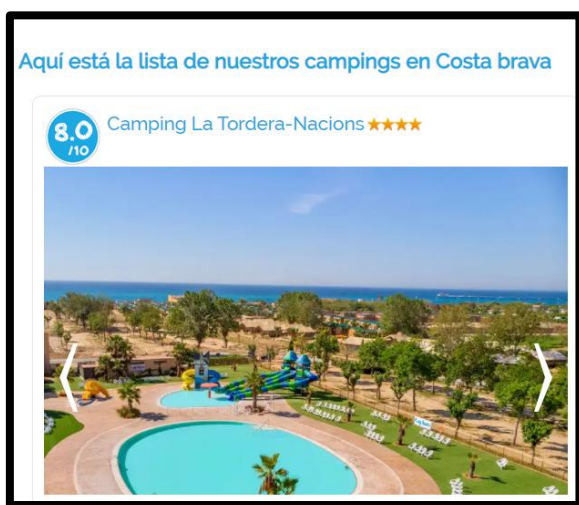 Aquí está la lista de nuestros campings en Costa brava
8.0
/10
Camping La Tordera-Nacions ★★★★